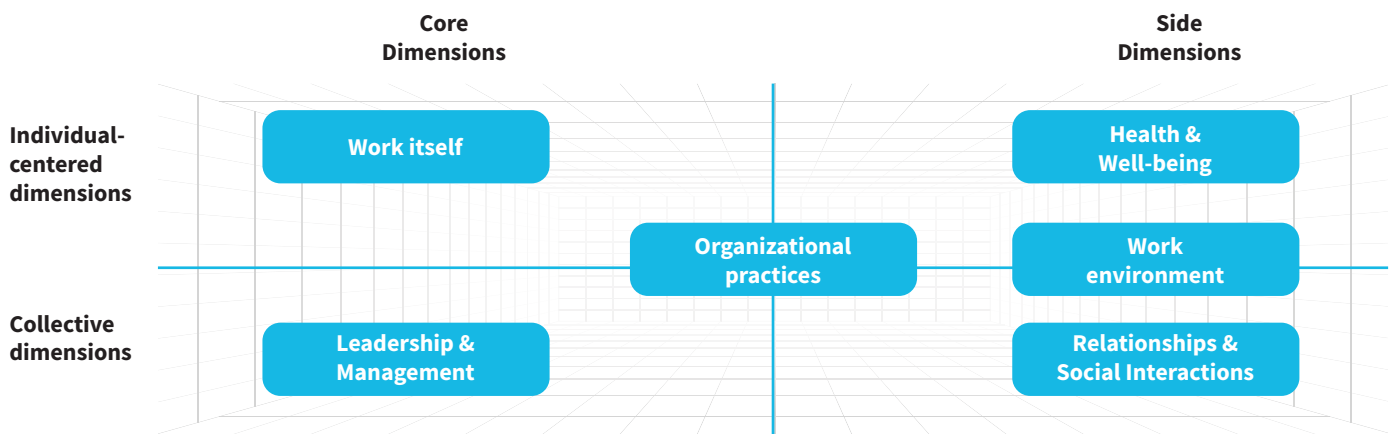 Core
Dimensions
Side
Dimensions
Individual-
centered
dimensions
Work itself
Health &
Well-being
Organizational
practices
Work
environment
Collective
dimensions
Leadership &
Management
Relationships &
Social Interactions